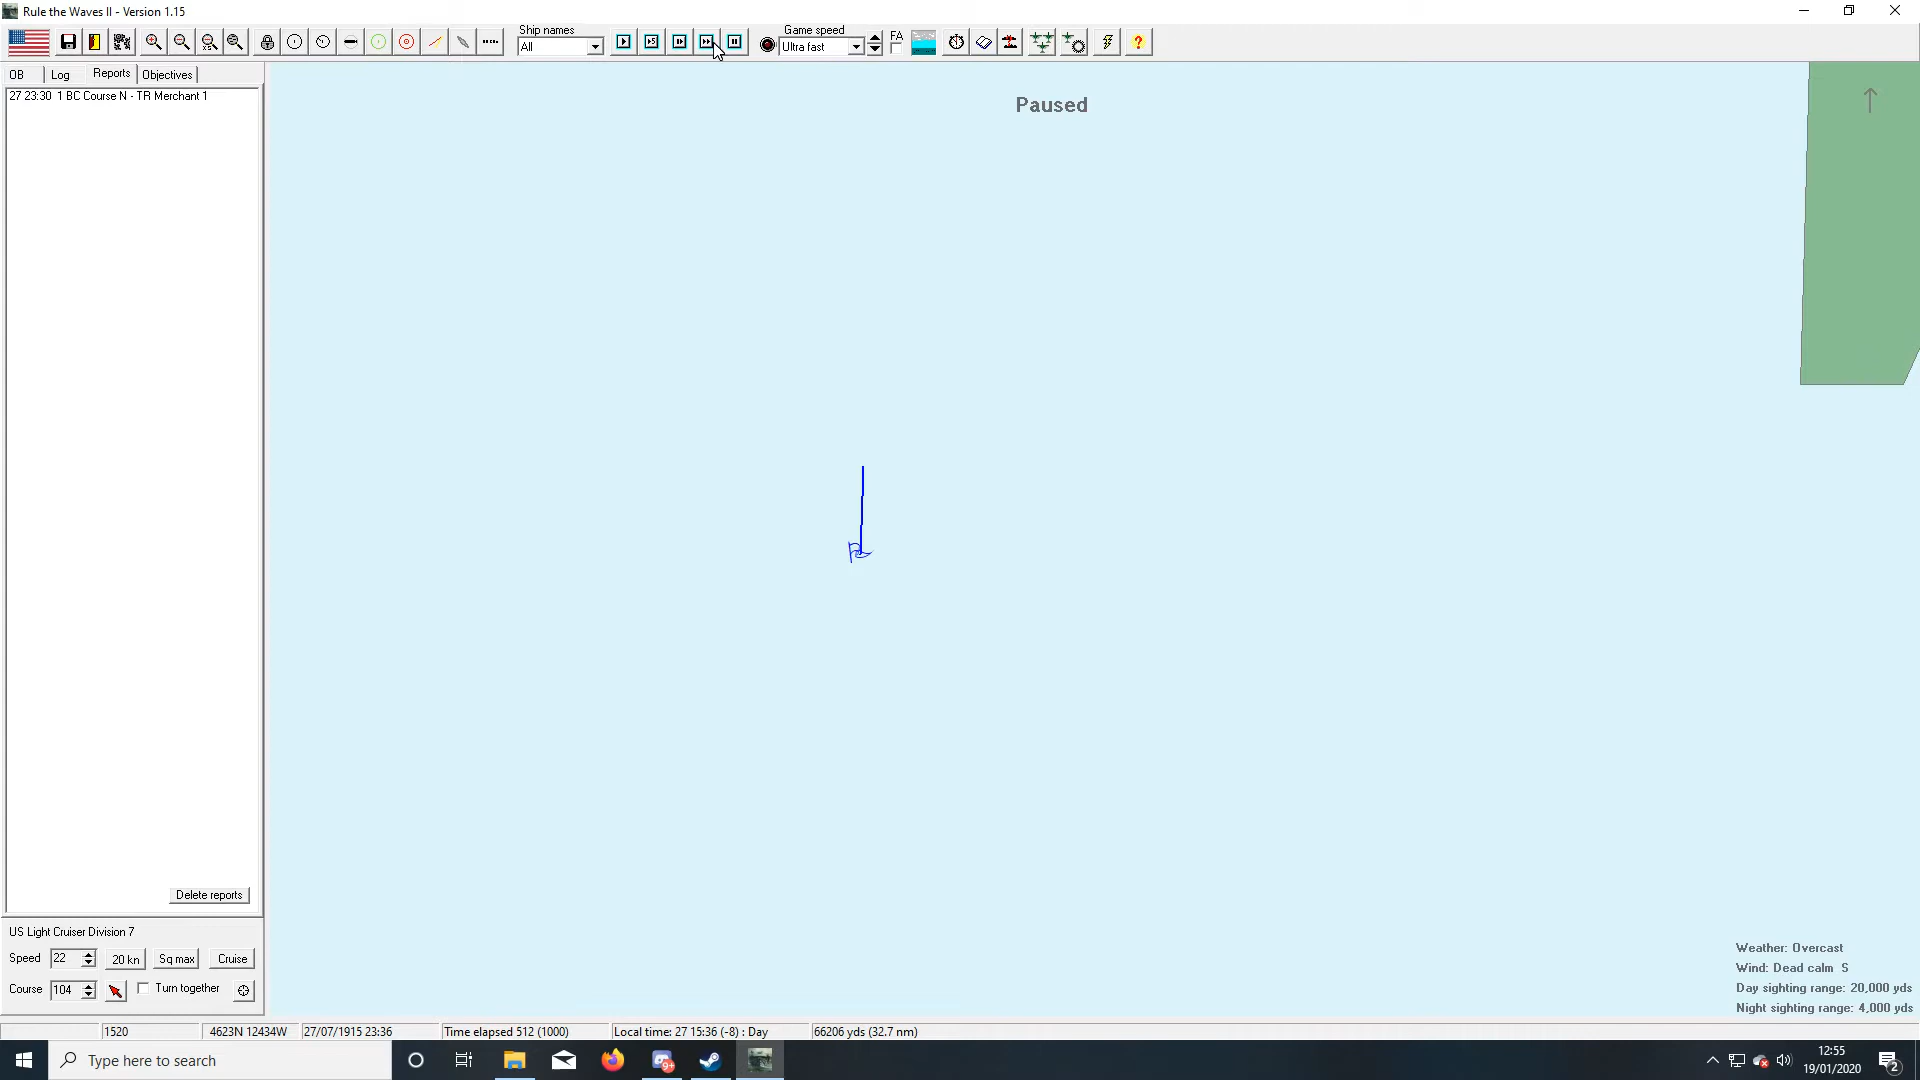 Rule the Waves II - Version 1.15
Ship names
All
Game speed
Ultra fast
FA
OB Log Reports Objectives
27 23:30 1 BC Course N - TR Merchant 1
Paused
Delete reports
US Light Cruiser Division 7
Speed 22 20 kn Sq max Cruise
Course 104 Turn together
Weather: Overcast
Wind: Dead calm S
Day sighting range: 20,000 yds
Night sighting range: 4,000 yds
1520 4623N 12434W 27/07/1915 23:36 Time elapsed 512 (1000) Local time: 27 15:36 (-8) : Day 66206 yds (32.7 nm)
Type here to search
12:55
19/01/2020